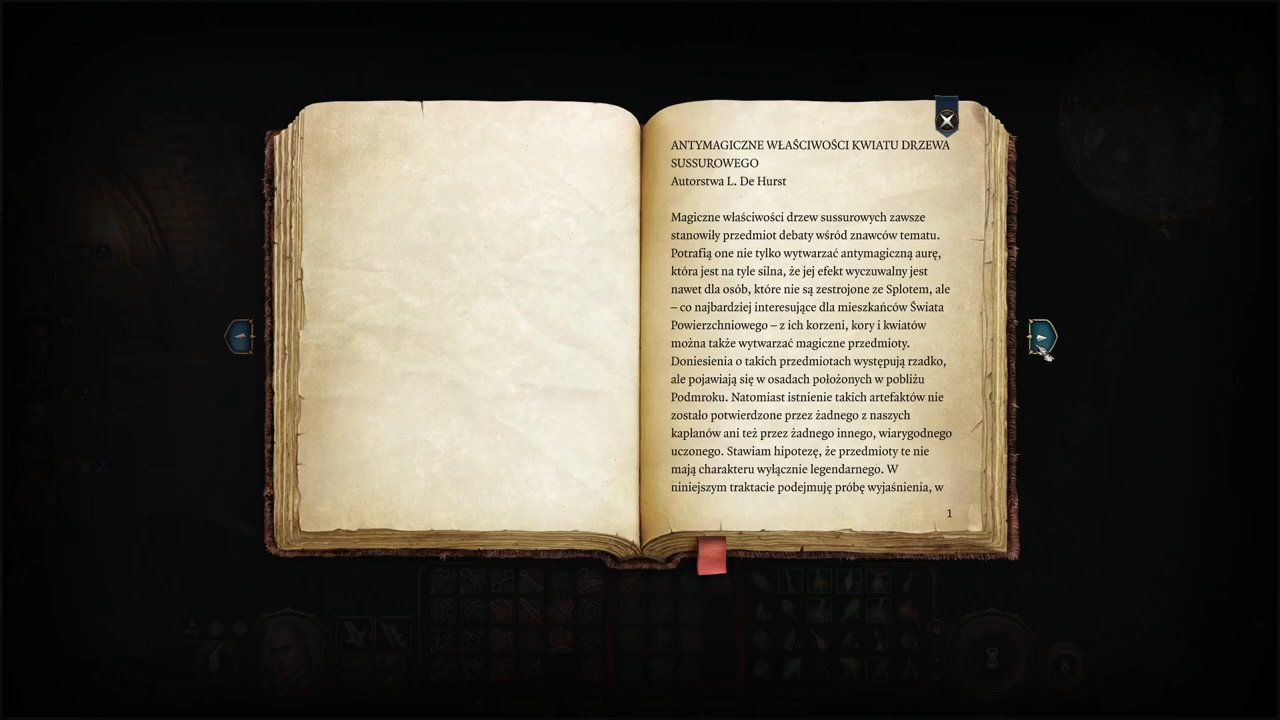 ANTYMAGICZNE WŁAŚCIWOŚCI KWIATU DRZEWA
SUSSUROWEGO
Autorstwa L. De Hurst
Magiczne właściwości drzew sussurowych zawsze
stanowiły przedmiot debaty wśród znawców tematu.
Potrafią one nie tylko wytwarzać antymagiczną aurę,
która jest na tyle silna, że jej efekt wyczuwalny jest
nawet dla osób, które nie są zestrojone ze Splotem, ale
– co najbardziej interesujące dla mieszkańców Świata
Powierzchniowego – z ich korzeni, kory i kwiatów
można także wytwarzać magiczne przedmioty.
Doniesienia o takich przedmiotach występują rzadko,
ale pojawiają się w osadach położonych w pobliżu
Podmroku. Natomiast istnienie takich artefaktów nie
zostało potwierdzone przez żadnego z naszych
kapłanów ani też przez żadnego innego, wiarygodnego
uczonego. Stawiam hipotezę, że przedmioty te nie
mają charakteru wyłącznie legendarnego. W
niniejszym traktacie podejmuję próbę wyjaśnienia, w
1